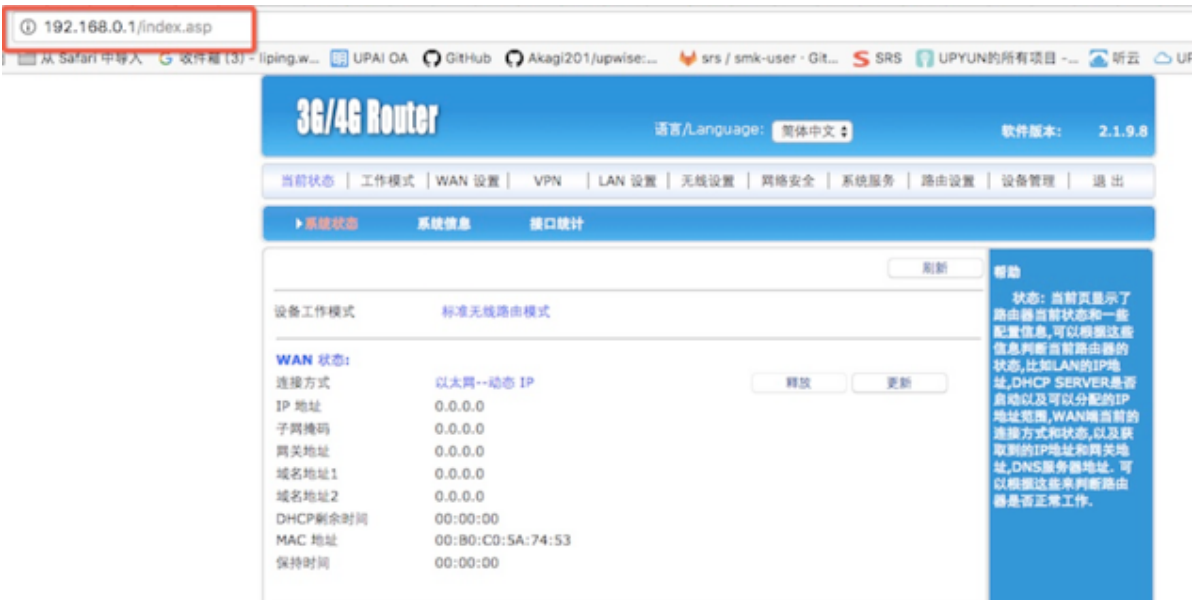 192.168.0.1/index.asp
从 Safari 中导入 收件箱 (3) - liping.w... UPAI OA GitHub Akagi201/upwise:... srs / smk-user · Git... SRS UPYUN的所有项目 -... 听云 UP
3G/4G Router
语言/Language: 简体中文 软件版本: 2.1.9.8
当前状态 | 工作模式 | WAN 设置 | VPN | LAN 设置 | 无线设置 | 网络安全 | 系统服务 | 路由设置 | 设备管理 | 退 出
系统状态 系统信息 接口统计
刷新
设备工作模式 标准无线路由模式
WAN 状态:
连接方式 以太网--动态 IP 释放 更新
IP 地址 0.0.0.0
子网掩码 0.0.0.0
网关地址 0.0.0.0
域名地址1 0.0.0.0
域名地址2 0.0.0.0
DHCP剩余时间 00:00:00
MAC 地址 00:B0:C0:5A:74:53
保持时间 00:00:00
帮助
状态: 当前页显示了
路由器当前状态和一些
配置信息,可以根据这些
信息判断当前路由器的
状态,比如LAN的IP地
址,DHCP SERVER是否
启动以及可以分配的IP
地址范围,WAN端当前的
连接方式和状态,以及获
取到的IP地址和网关地
址,DNS服务器地址. 可
以根据这些来判断路由
器是否正常工作.